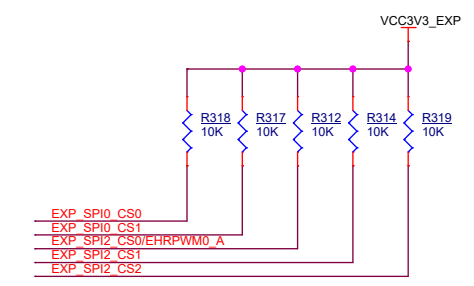 VCC3V3_EXP
R318 R317 R312 R314 R319
10K 10K 10K 10K 10K
EXP_SPI0_CS0
EXP_SPI0_CS1
EXP_SPI2_CS0/EHRPWM0_A
EXP_SPI2_CS1
EXP_SPI2_CS2